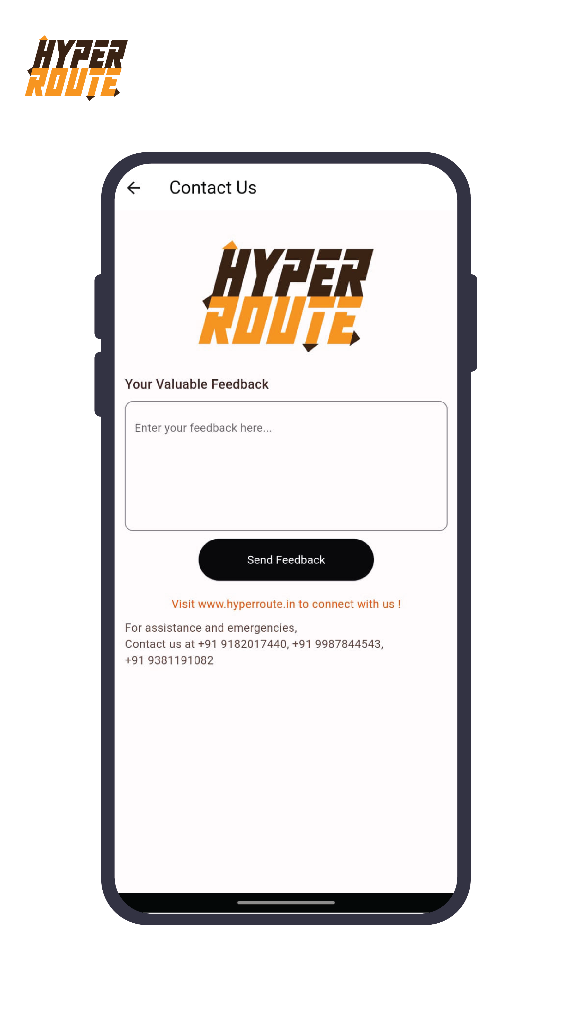 HYPER
ROUTE
Contact Us
HYPER
ROUTE
Your Valuable Feedback
Enter your feedback here...
Send Feedback
Visit www.hyperroute.in to connect with us !
For assistance and emergencies,
Contact us at +91 9182017440, +91 9987844543,
+91 9381191082